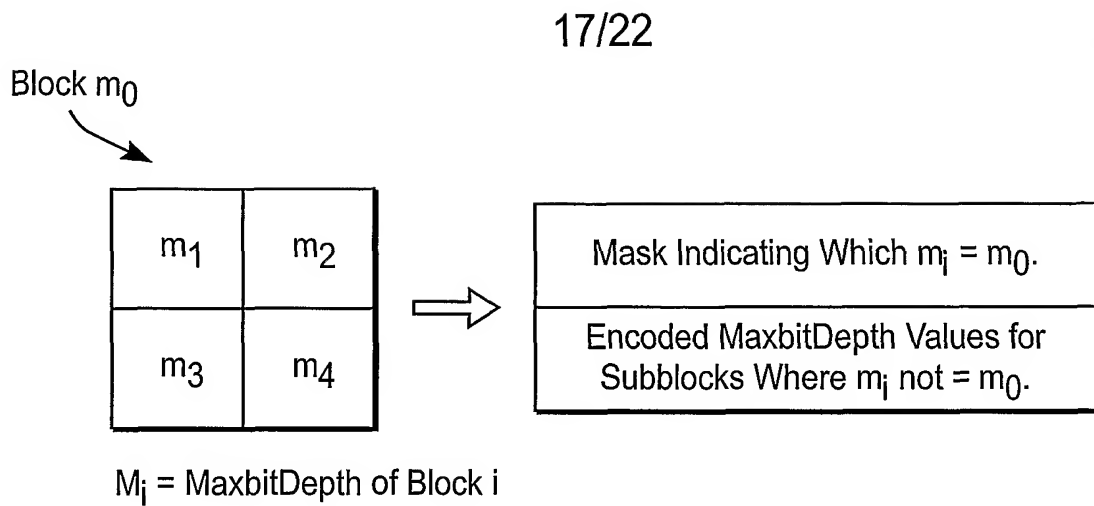 17/22
Block m0
m1 m2
m3 m4
Mask Indicating Which mi = m0.
Encoded MaxbitDepth Values for
Subblocks Where mi not = m0.
Mi = MaxbitDepth of Block i